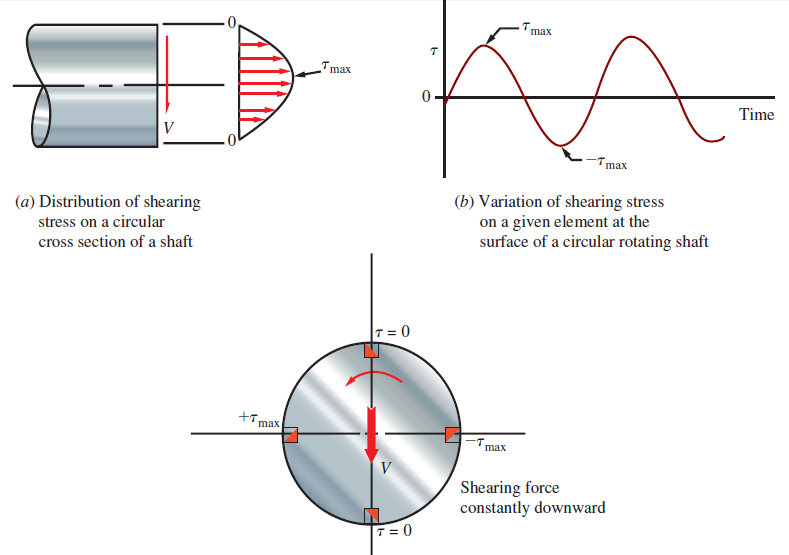 0
τmax
V
0
(a) Distribution of shearing
stress on a circular
cross section of a shaft
τmax
τ
0
Time
−τmax
(b) Variation of shearing stress
on a given element at the
surface of a circular rotating shaft
τ = 0
+τmax
−τmax
V
Shearing force
constantly downward
τ = 0